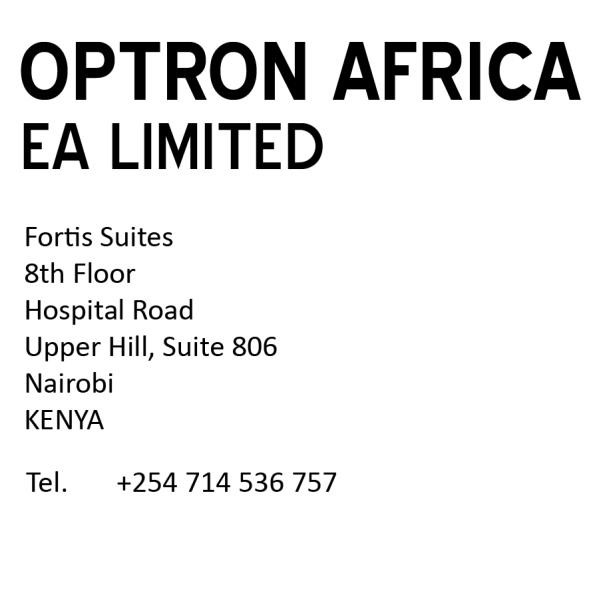 OPTRON AFRICA
EA LIMITED
Fortis Suites
8th Floor
Hospital Road
Upper Hill, Suite 806
Nairobi
KENYA
Tel. +254 714 536 757